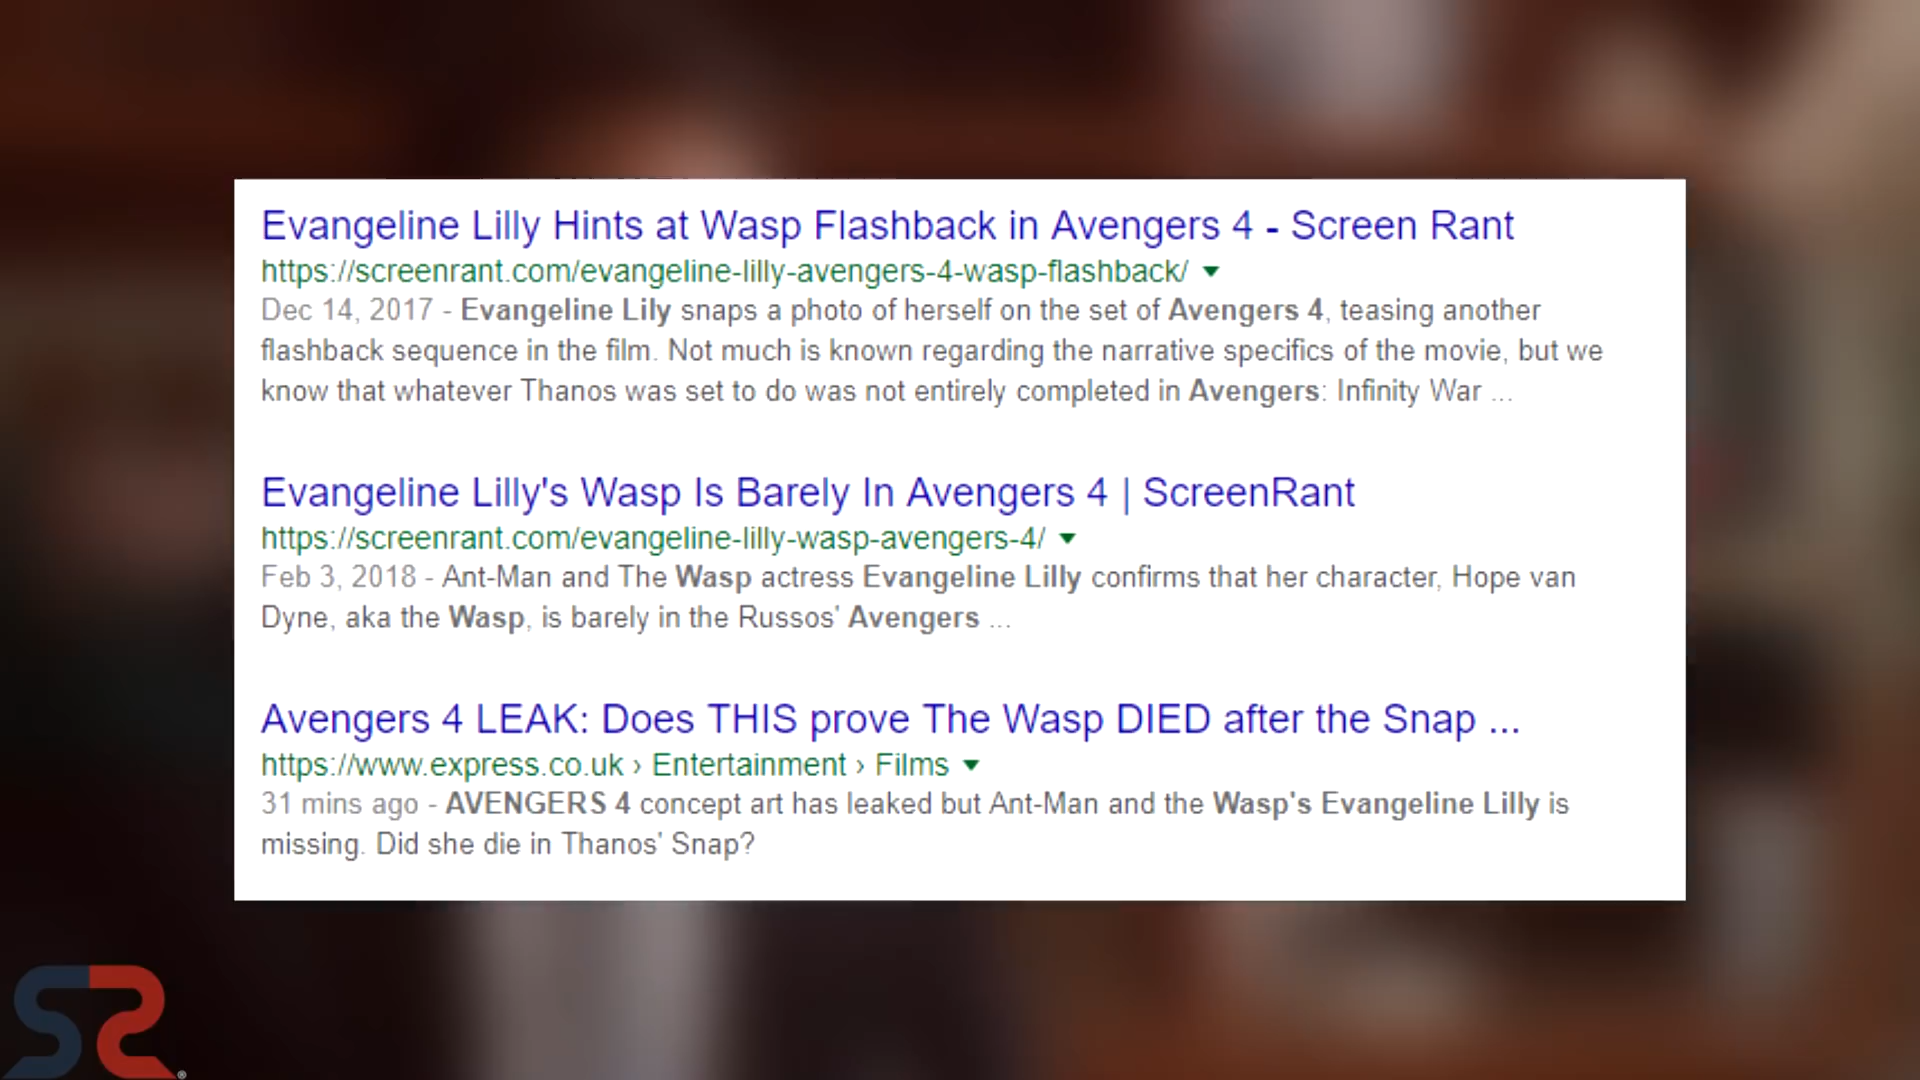 Evangeline Lilly Hints at Wasp Flashback in Avengers 4 - Screen Rant
https://screenrant.com/evangeline-lilly-avengers-4-wasp-flashback/
Dec 14, 2017 - Evangeline Lily snaps a photo of herself on the set of Avengers 4, teasing another
flashback sequence in the film. Not much is known regarding the narrative specifics of the movie, but we
know that whatever Thanos was set to do was not entirely completed in Avengers: Infinity War ...
Evangeline Lilly's Wasp Is Barely In Avengers 4 | ScreenRant
https://screenrant.com/evangeline-lilly-wasp-avengers-4/
Feb 3, 2018 - Ant-Man and The Wasp actress Evangeline Lilly confirms that her character, Hope van
Dyne, aka the Wasp, is barely in the Russos' Avengers ...
Avengers 4 LEAK: Does THIS prove The Wasp DIED after the Snap ...
https://www.express.co.uk › Entertainment › Films
31 mins ago - AVENGERS 4 concept art has leaked but Ant-Man and the Wasp's Evangeline Lilly is
missing. Did she die in Thanos' Snap?
SR
®